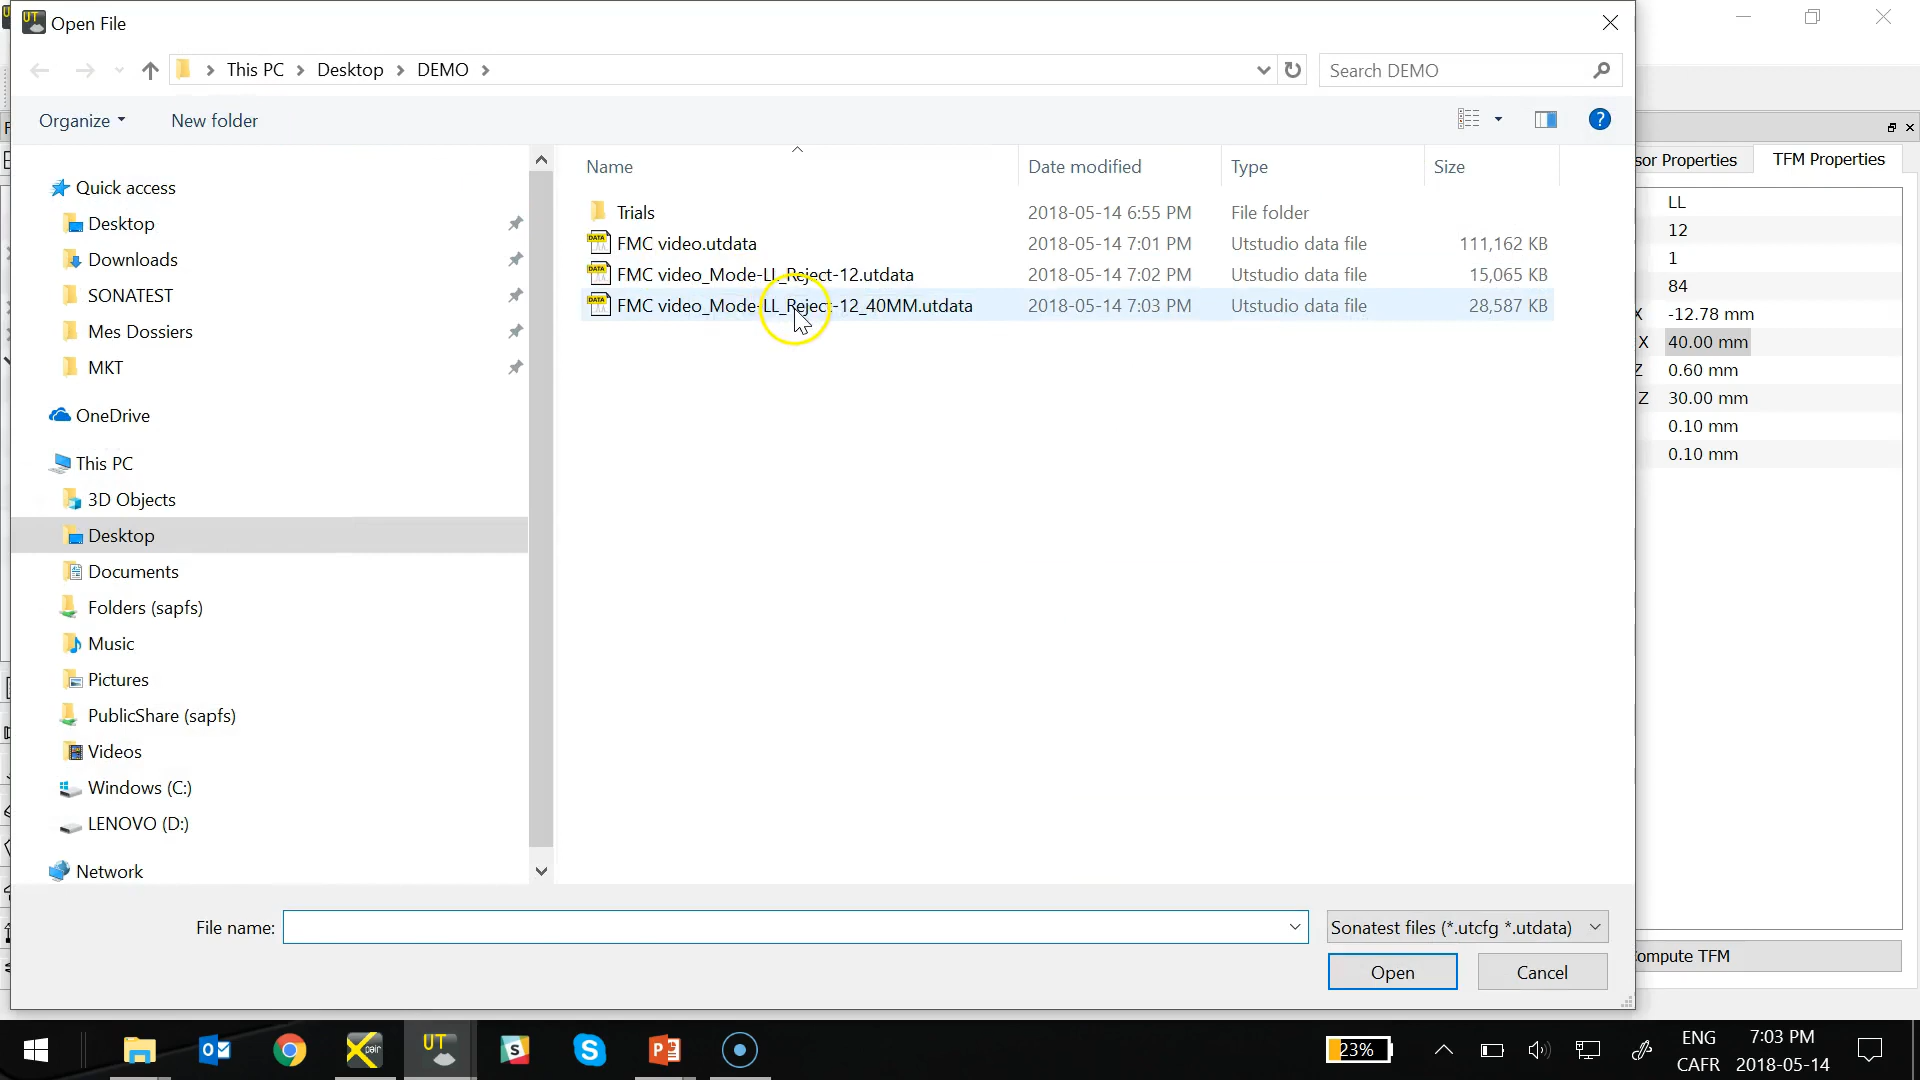 UT Open File
This PC > Desktop > DEMO >
Search DEMO
Organize
New folder
?
Name Date modified Type Size
Trials 2018-05-14 6:55 PM File folder
FMC video.utdata 2018-05-14 7:01 PM Utstudio data file 111,162 KB
FMC video_Mode-LL_Reject-12.utdata 2018-05-14 7:02 PM Utstudio data file 15,065 KB
FMC video_Mode-LL_Reject-12_40MM.utdata 2018-05-14 7:03 PM Utstudio data file 28,587 KB
Quick access
Desktop
Downloads
SONATEST
Mes Dossiers
MKT
OneDrive
This PC
3D Objects
Desktop
Documents
Folders (sapfs)
Music
Pictures
PublicShare (sapfs)
Videos
Windows (C:)
LENOVO (D:)
Network
File name:
Sonatest files (*.utcfg *.utdata)
Open
Cancel
sor Properties
TFM Properties
LL
12
1
84
X -12.78 mm
X 40.00 mm
Z 0.60 mm
Z 30.00 mm
0.10 mm
0.10 mm
ompute TFM
UT
23%
ENG
CAFR
7:03 PM
2018-05-14